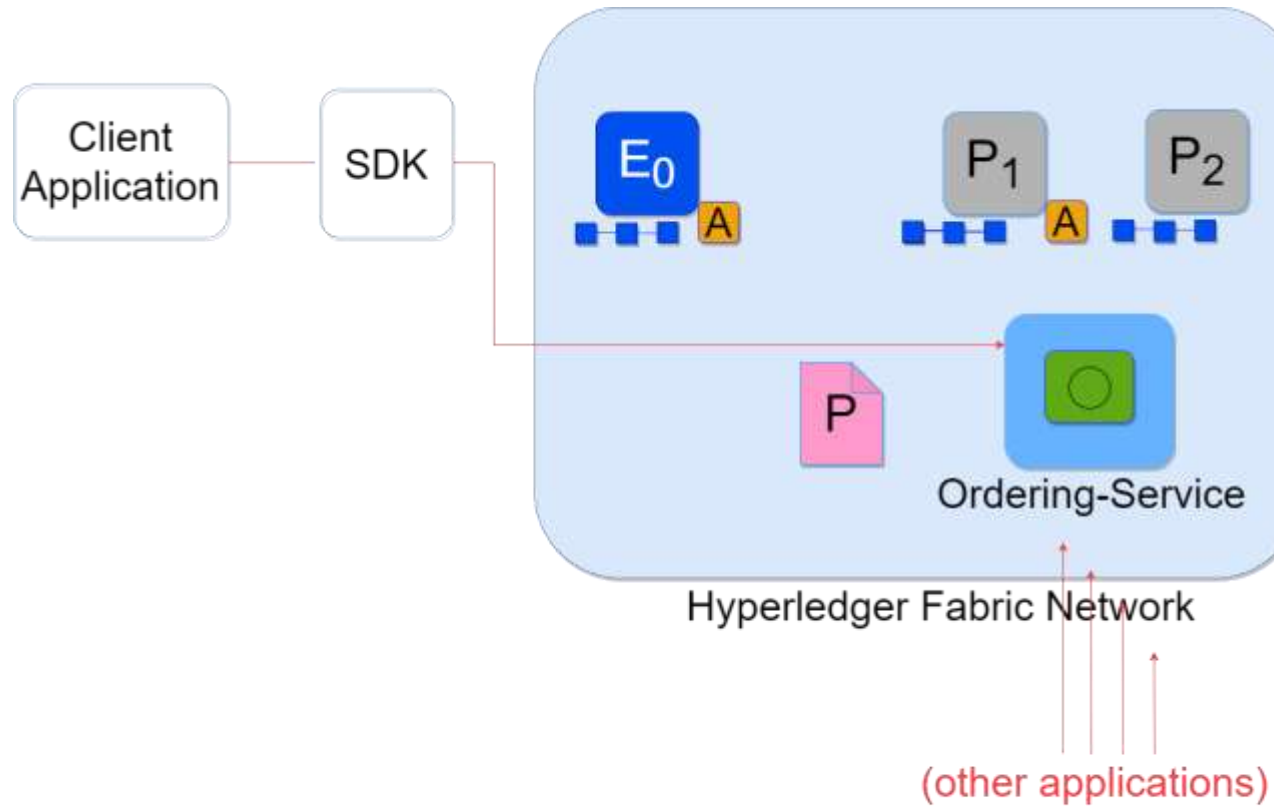 Client
Application
SDK
E0
A
P1
A
P2
P
Ordering-Service
Hyperledger Fabric Network
(other applications)